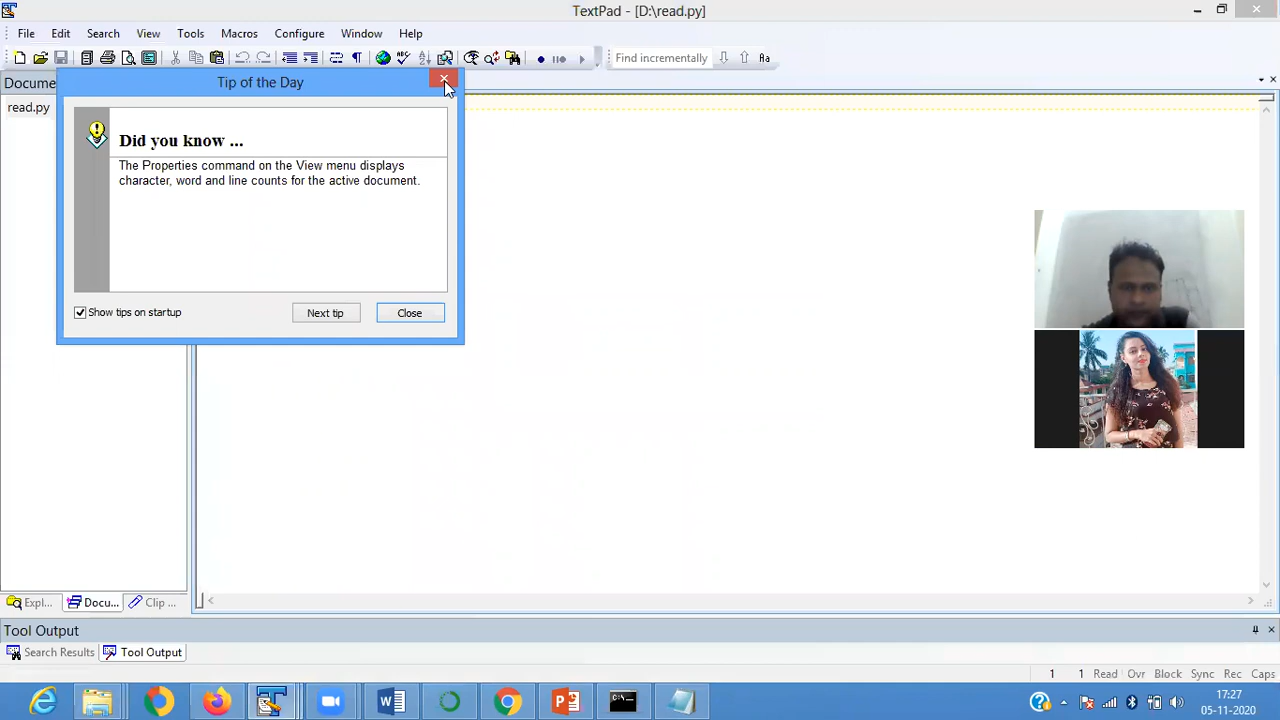 TextPad - [D:\read.py]
File Edit Search View Tools Macros Configure Window Help
Find incrementally Aa
Docume
Tip of the Day
read.py
Did you know ...
The Properties command on the View menu displays
character, word and line counts for the active document.
Show tips on startup Next tip Close
Expl... Docu... Clip ...
Tool Output
Search Results Tool Output
1 1 Read Ovr Block Sync Rec Caps
17:27
05-11-2020